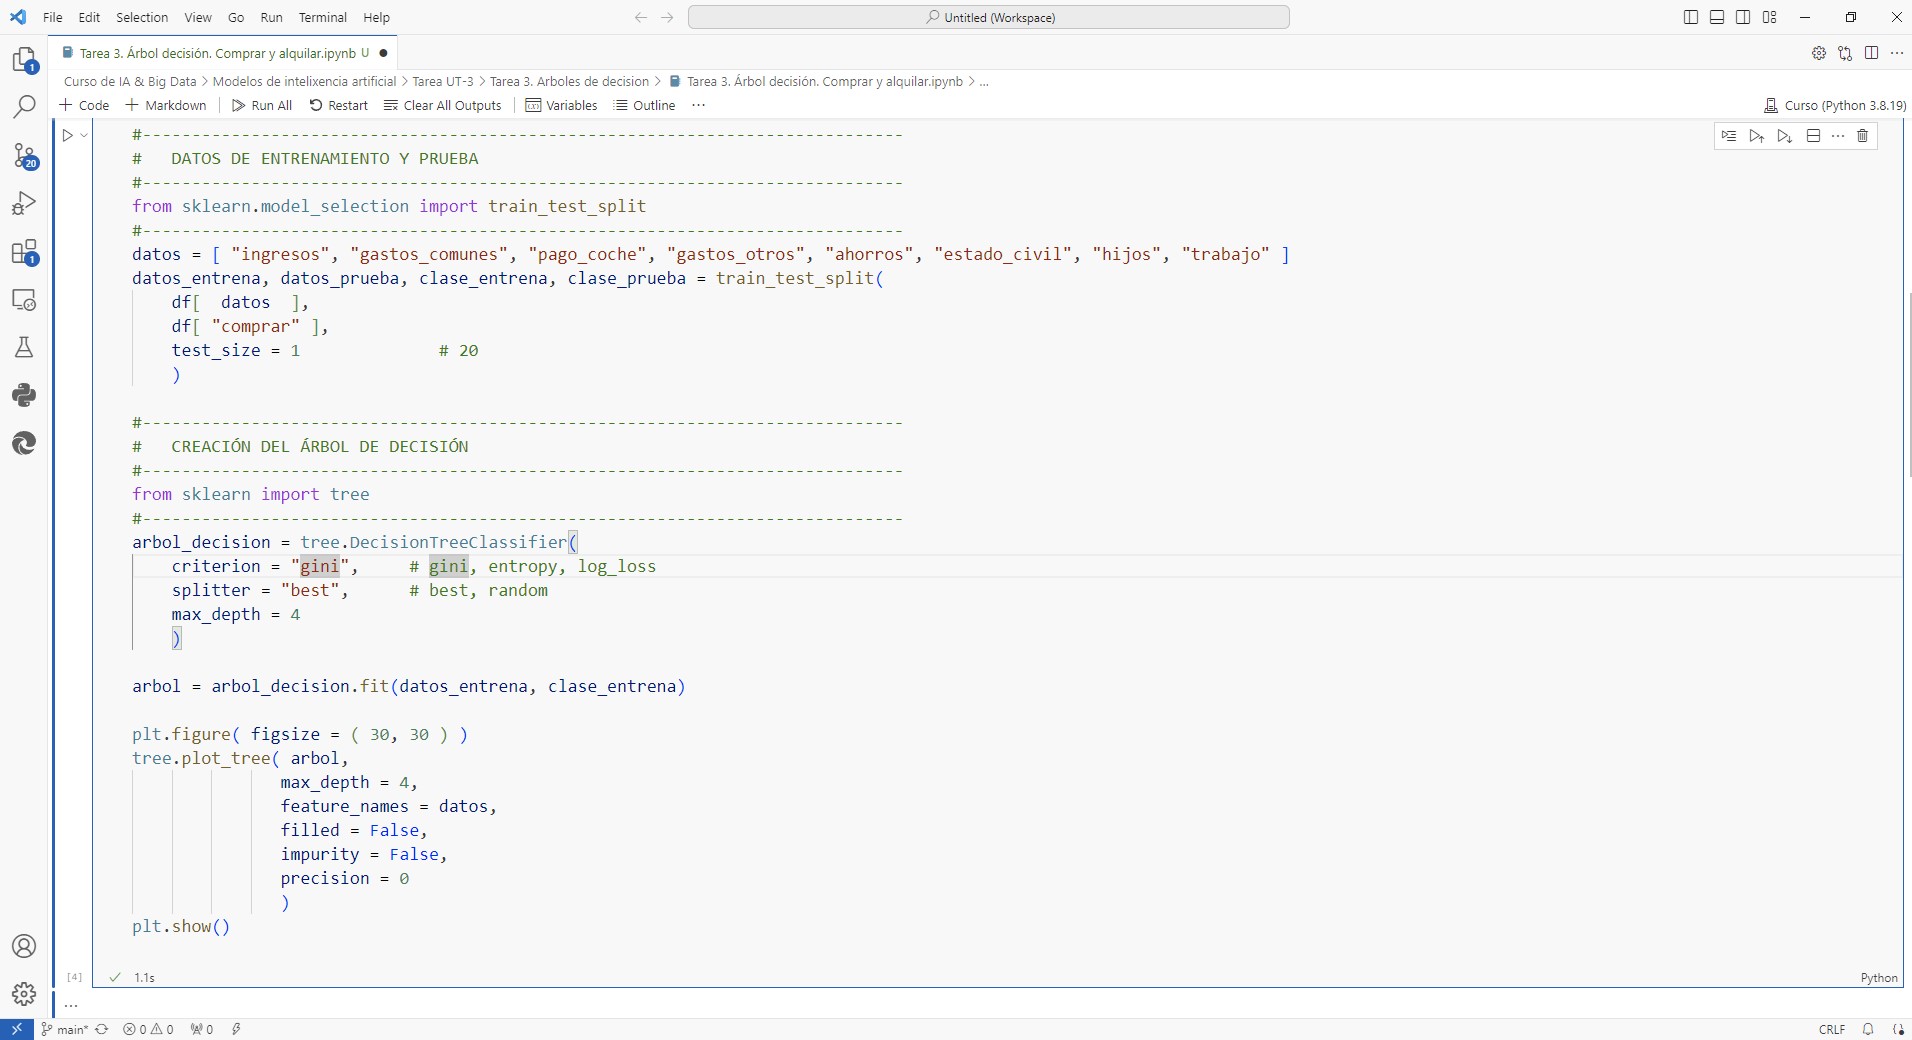 File Edit Selection View Go Run Terminal Help
Untitled (Workspace)
Tarea 3. Árbol decisión. Comprar y alquilar.ipynb U
Curso de IA & Big Data > Modelos de intelixencia artificial > Tarea UT-3 > Tarea 3. Arboles de decision > Tarea 3. Árbol decisión. Comprar y alquilar.ipynb > ...
+ Code + Markdown Run All Restart Clear All Outputs Variables Outline ...
Curso (Python 3.8.19)
1
20
1
#-----------------------------------------------------------------------------
#   DATOS DE ENTRENAMIENTO Y PRUEBA
#-----------------------------------------------------------------------------
from sklearn.model_selection import train_test_split
#-----------------------------------------------------------------------------
datos = [ "ingresos", "gastos_comunes", "pago_coche", "gastos_otros", "ahorros", "estado_civil", "hijos", "trabajo" ]
datos_entrena, datos_prueba, clase_entrena, clase_prueba = train_test_split(
    df[  datos  ],
    df[ "comprar" ],
    test_size = 1              # 20
    )
#-----------------------------------------------------------------------------
#   CREACIÓN DEL ÁRBOL DE DECISIÓN
#-----------------------------------------------------------------------------
from sklearn import tree
#-----------------------------------------------------------------------------
arbol_decision = tree.DecisionTreeClassifier(
    criterion = "gini",     # gini, entropy, log_loss
    splitter = "best",      # best, random
    max_depth = 4
    )
arbol = arbol_decision.fit(datos_entrena, clase_entrena)
plt.figure( figsize = ( 30, 30 ) )
tree.plot_tree( arbol,
               max_depth = 4,
               feature_names = datos,
               filled = False,
               impurity = False,
               precision = 0
               )
plt.show()
[4] ✓ 1.1s Python
...
main* 0 0 0 CRLF